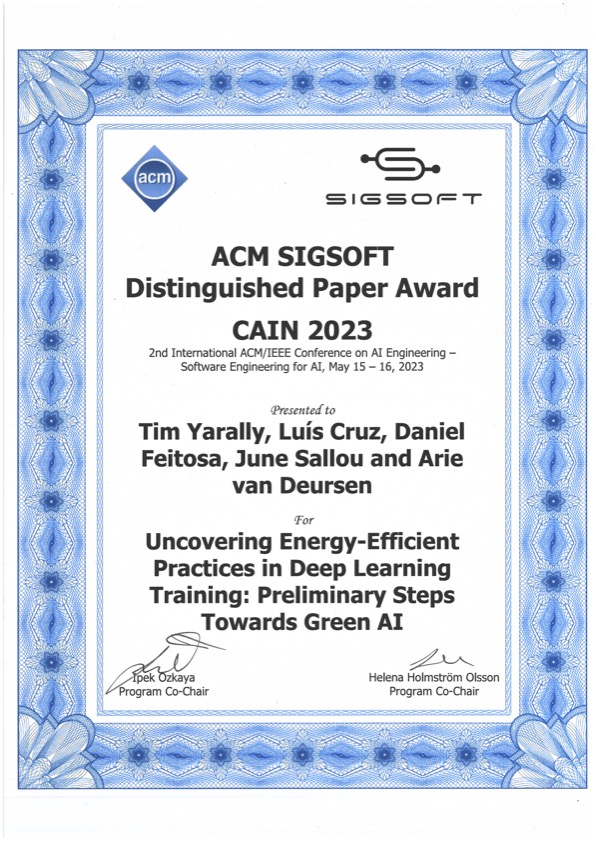 acm
SIGSOFT
ACM SIGSOFT
Distinguished Paper Award
CAIN 2023
2nd International ACM/IEEE Conference on AI Engineering –
Software Engineering for AI, May 15 – 16, 2023
Presented to
Tim Yarally, Luís Cruz, Daniel
Feitosa, June Sallou and Arie
van Deursen
For
Uncovering Energy-Efficient
Practices in Deep Learning
Training: Preliminary Steps
Towards Green AI
Ipek Ozkaya
Program Co-Chair
Helena Holmström Olsson
Program Co-Chair